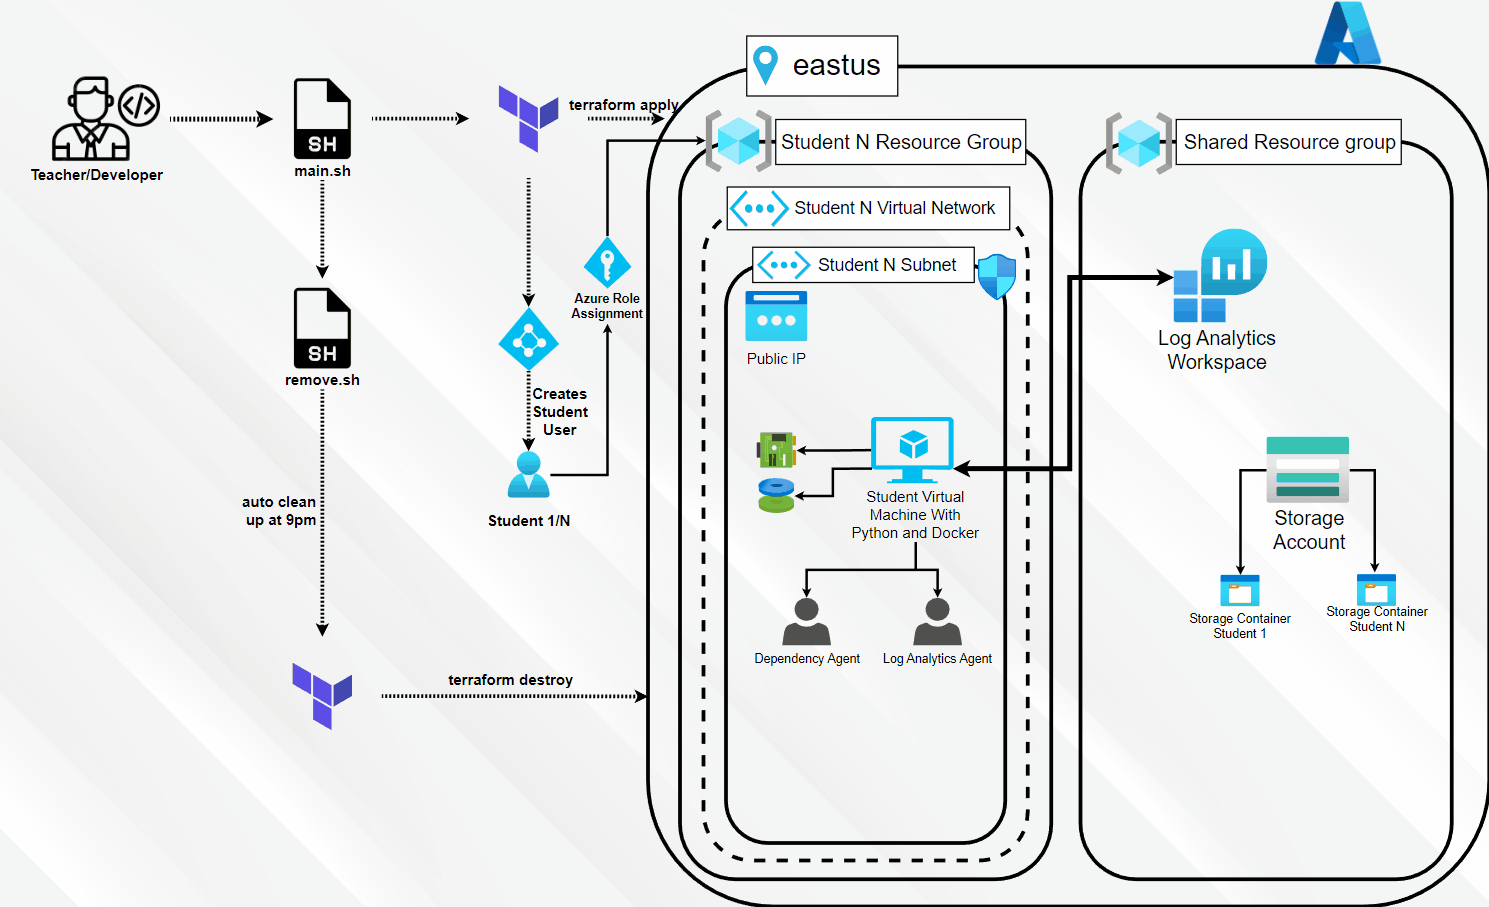 eastus
terraform apply
Student N Resource Group
Shared Resource group
SH
main.sh
Teacher/Developer
Student N Virtual Network
Student N Subnet
Azure Role
Assignment
Public IP
Log Analytics
Workspace
SH
remove.sh
Creates
Student
User
auto clean
up at 9pm
Student 1/N
Student Virtual
Machine With
Python and Docker
Storage
Account
Storage Container
Student 1
Storage Container
Student N
Dependency Agent
Log Analytics Agent
terraform destroy